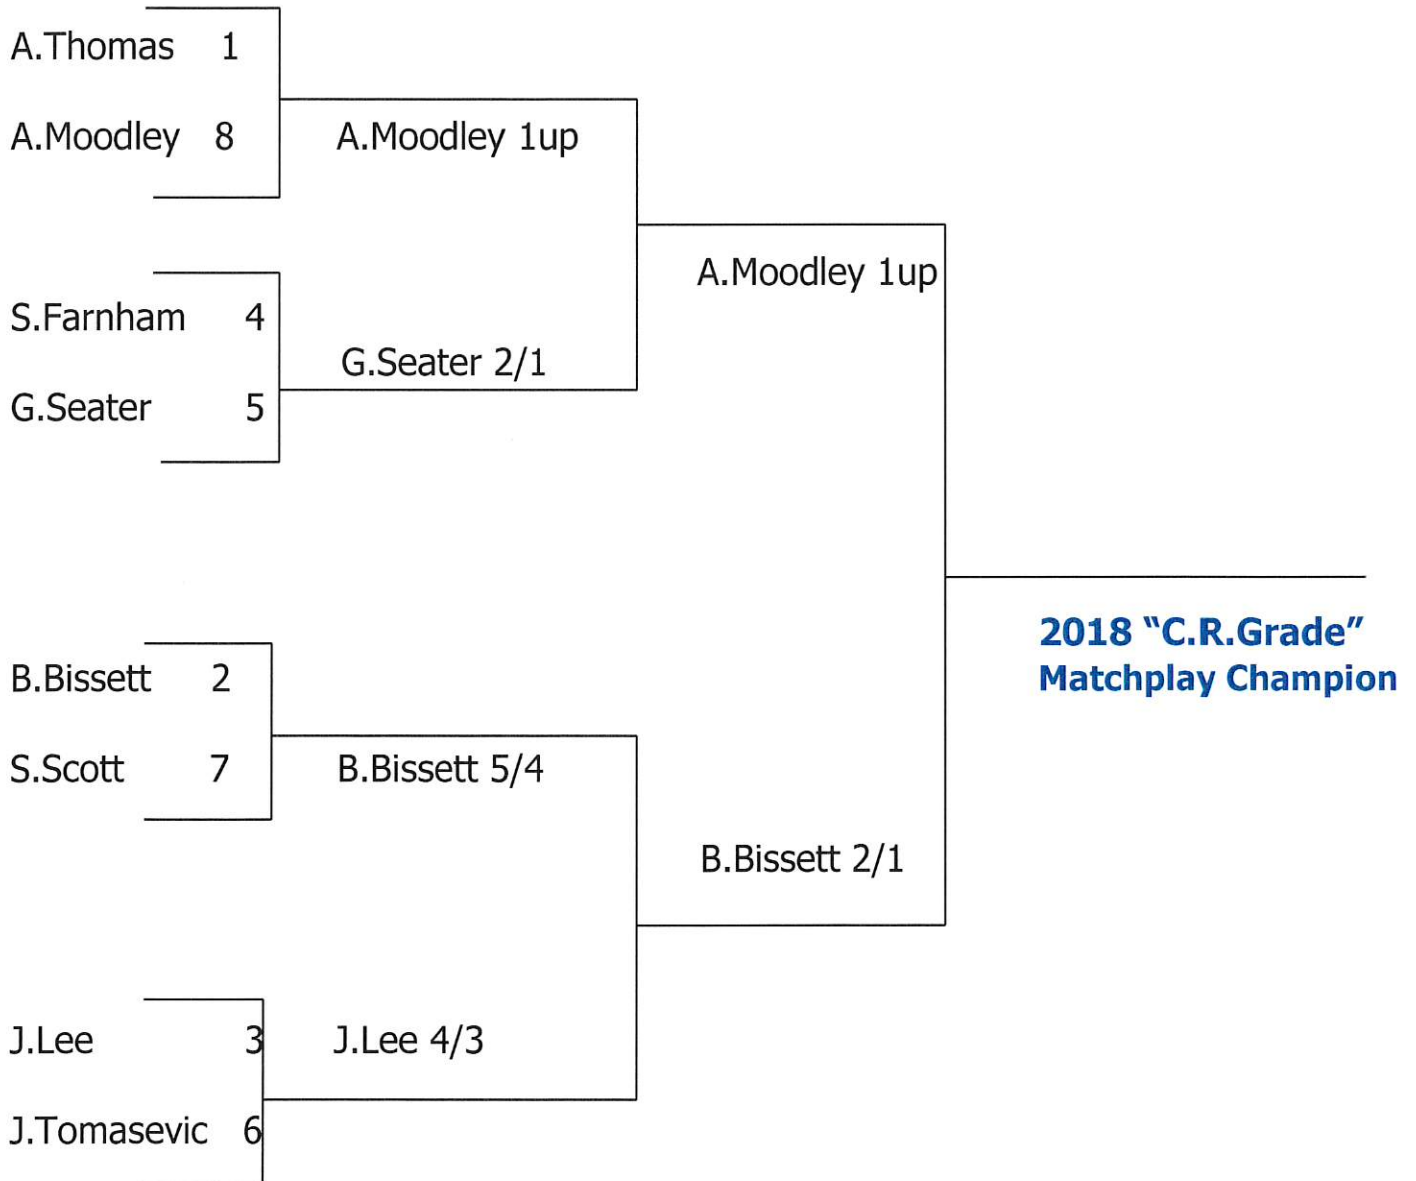 A.Thomas 1
A.Moodley 8
A.Moodley 1up
A.Moodley 1up
S.Farnham 4
G.Seater 2/1
G.Seater 5
2018 “C.R.Grade”
Matchplay Champion
B.Bissett 2
S.Scott 7
B.Bissett 5/4
B.Bissett 2/1
J.Lee 3
J.Lee 4/3
J.Tomasevic 6